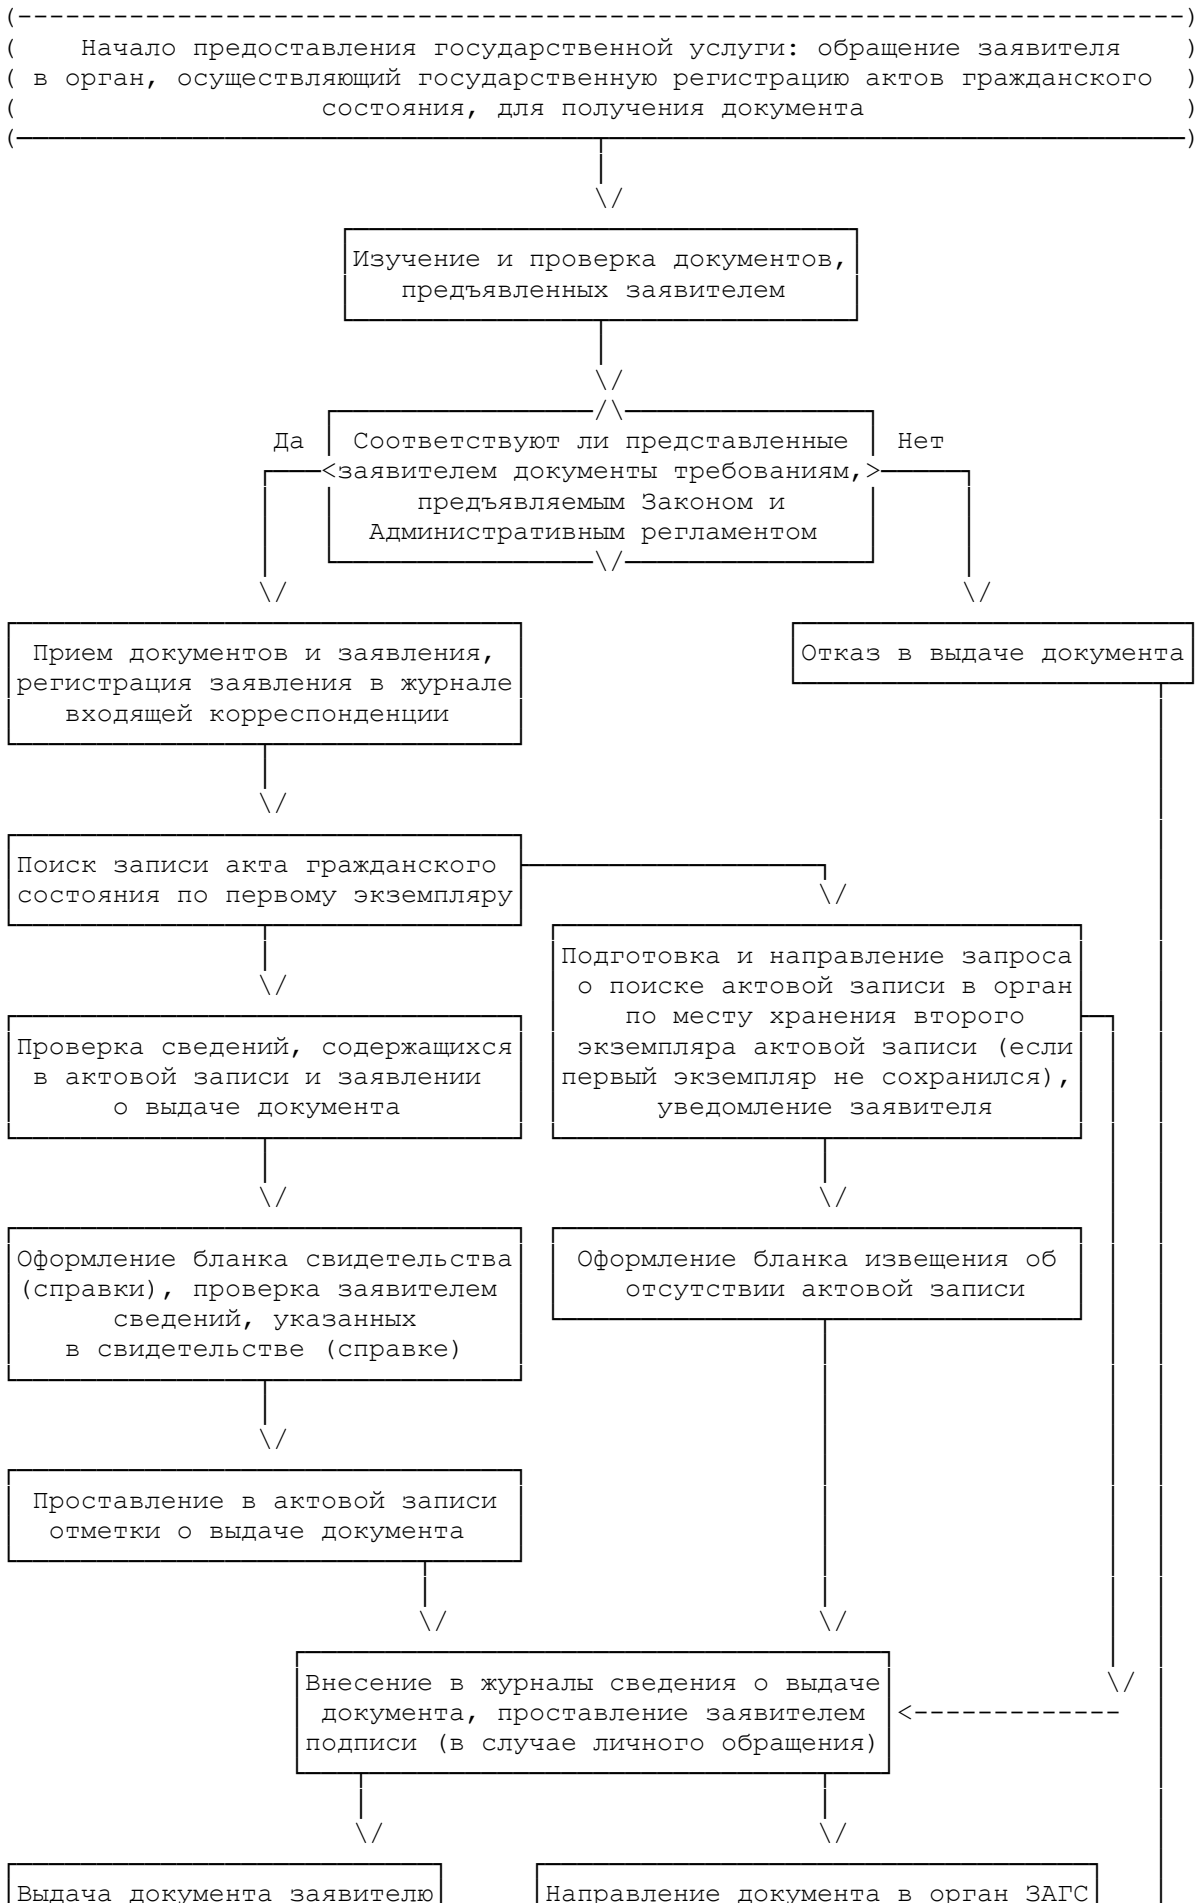 Начало предоставления государственной услуги: обращение заявителя
в орган, осуществляющий государственную регистрацию актов гражданского
состояния, для получения документа
Изучение и проверка документов,
предъявленных заявителем
Да
Соответствуют ли представленные
Нет
заявителем документы требованиям,
предъявляемым Законом и
Административным регламентом
Прием документов и заявления,
регистрация заявления в журнале
входящей корреспонденции
Отказ в выдаче документа
Поиск записи акта гражданского
состояния по первому экземпляру
Подготовка и направление запроса
о поиске актовой записи в орган
по месту хранения второго
экземпляра актовой записи (если
первый экземпляр не сохранился),
уведомление заявителя
Проверка сведений, содержащихся
в актовой записи и заявлении
о выдаче документа
Оформление бланка свидетельства
(справки), проверка заявителем
сведений, указанных
в свидетельстве (справке)
Оформление бланка извещения об
отсутствии актовой записи
Проставление в актовой записи
отметки о выдаче документа
Внесение в журналы сведения о выдаче
документа, проставление заявителем
подписи (в случае личного обращения)
Выдача документа заявителю
Направление документа в орган ЗАГС